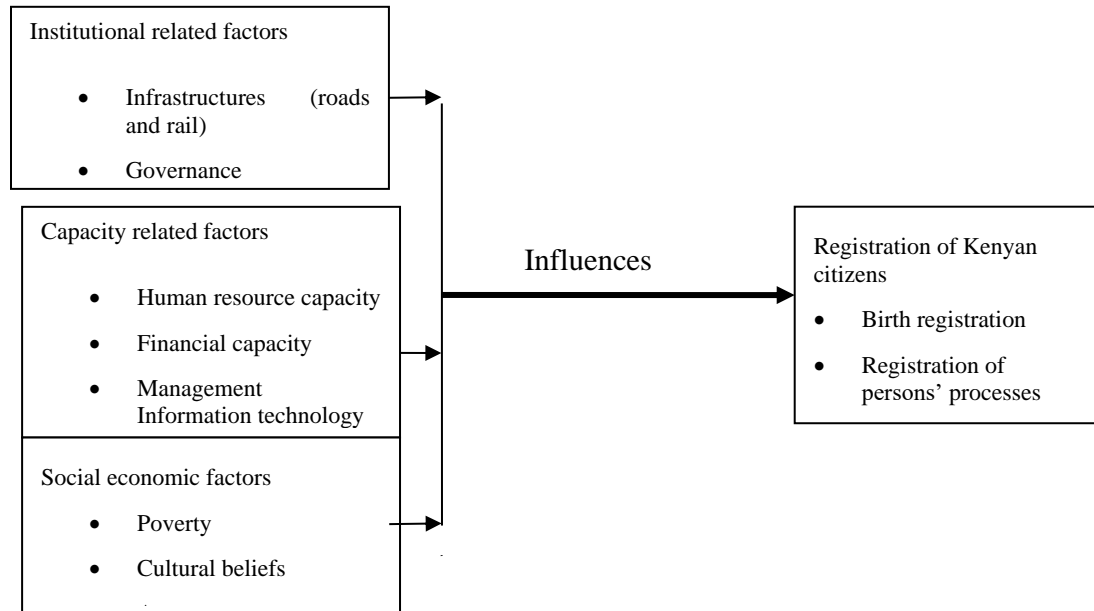 Institutional related factors
• Infrastructures (roads
and rail)
• Governance
Capacity related factors
• Human resource capacity
• Financial capacity
• Management
Information technology
Social economic factors
• Poverty
• Cultural beliefs
Influences
Registration of Kenyan
citizens
• Birth registration
• Registration of
persons’ processes